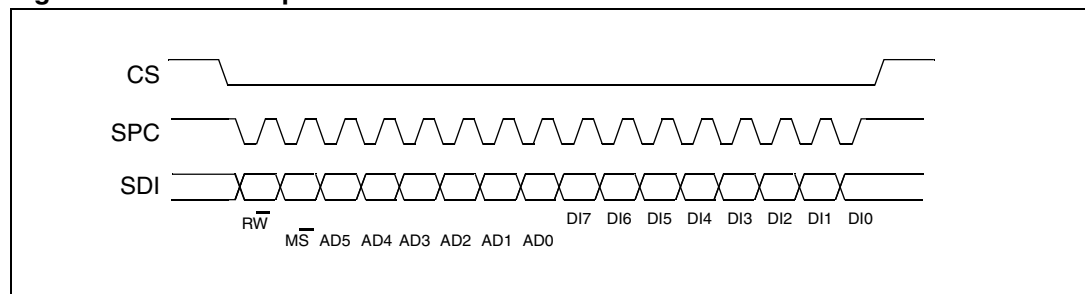 CS
SPC
SDI
RW DI7 DI6 DI5 DI4 DI3 DI2 DI1 DI0
MS AD5 AD4 AD3 AD2 AD1 AD0